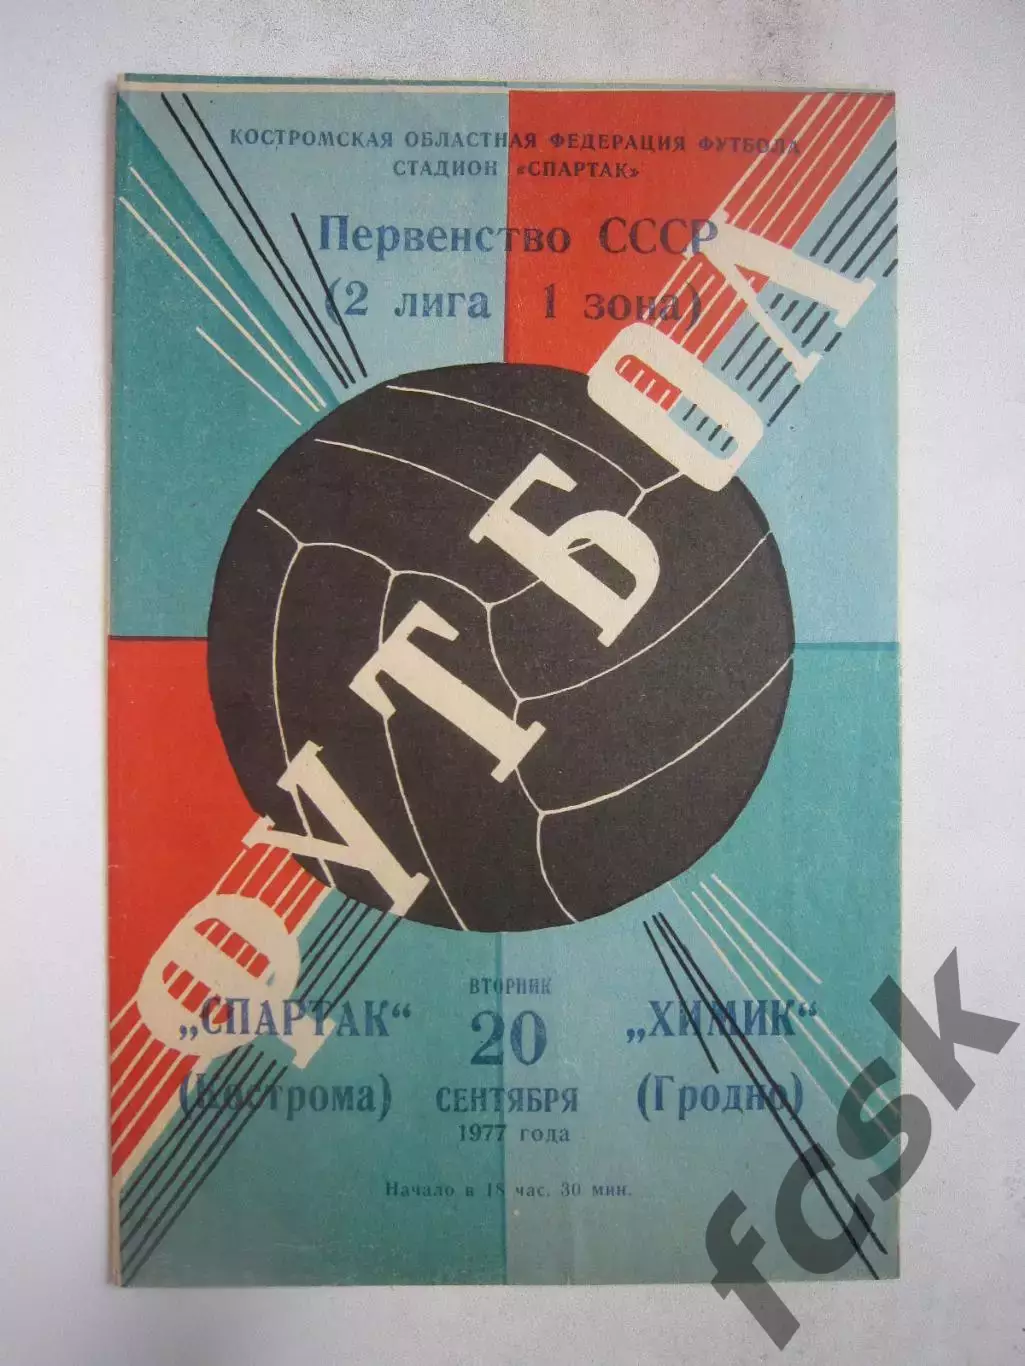 КОСТРОМСКАЯ ОБЛАСТНАЯ ФЕДЕРАЦИЯ ФУТБОЛА
СТАДИОН «СПАРТАК»
Первенство СССР
(2 лига 1 зона)
ФУТБОЛ
„СПАРТАК“
(Кострома)
ВТОРНИК
20
СЕНТЯБРЯ
1977 года
„ХИМИК“
(Гродно)
Начало в 18 час. 30 мин.
fcsk